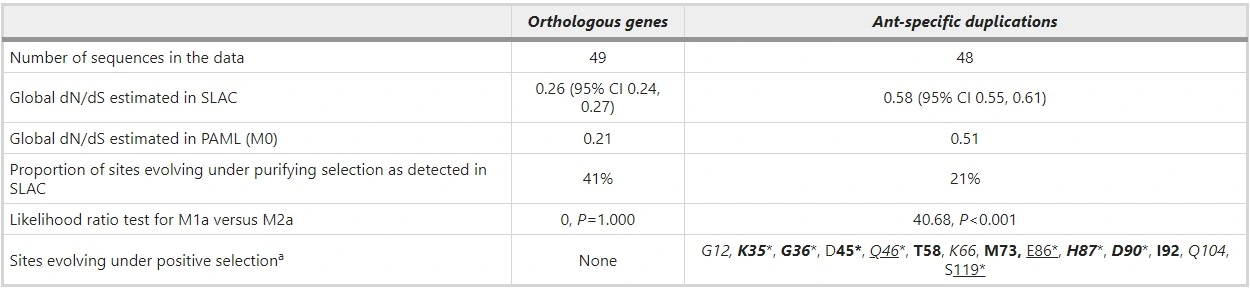 Orthologous genes Ant-specific duplications
Number of sequences in the data 49 48
Global dN/dS estimated in SLAC 0.26 (95% CI 0.24, 0.27) 0.58 (95% CI 0.55, 0.61)
Global dN/dS estimated in PAML (M0) 0.21 0.51
Proportion of sites evolving under purifying selection as detected in
SLAC 41% 21%
Likelihood ratio test for M1a versus M2a 0, P=1.000 40.68, P<0.001
Sites evolving under positive selectionᵃ None G12, K35*, G36*, D45*, Q46*, T58, K66, M73, E86*, H87*, D90*, I92, Q104,
S119*